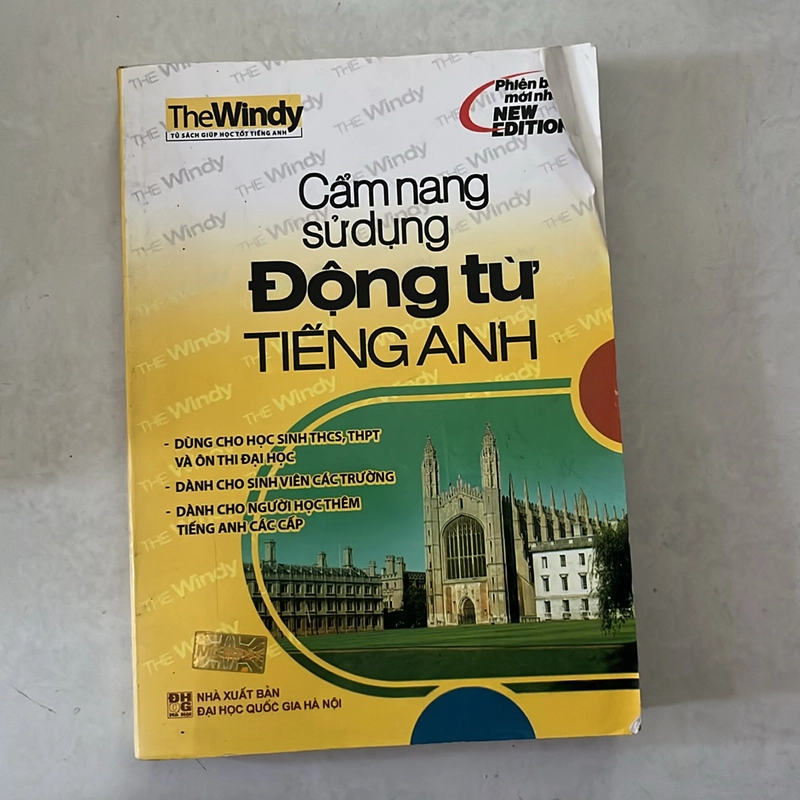 TheWindy
TỦ SÁCH GIÚP HỌC TỐT TIẾNG ANH
Phiên
mới
NEW
EDITION
Cẩm nang
sử dụng
Động từ
TIẾNG ANH
- DÙNG CHO HỌC SINH THCS, THPT
VÀ ÔN THI ĐẠI HỌC
- DÀNH CHO SINH VIÊN CÁC TRƯỜNG
- DÀNH CHO NGƯỜI HỌC THÊM
TIẾNG ANH CÁC CẤP
NHÀ XUẤT BẢN
ĐẠI HỌC QUỐC GIA HÀ NỘI